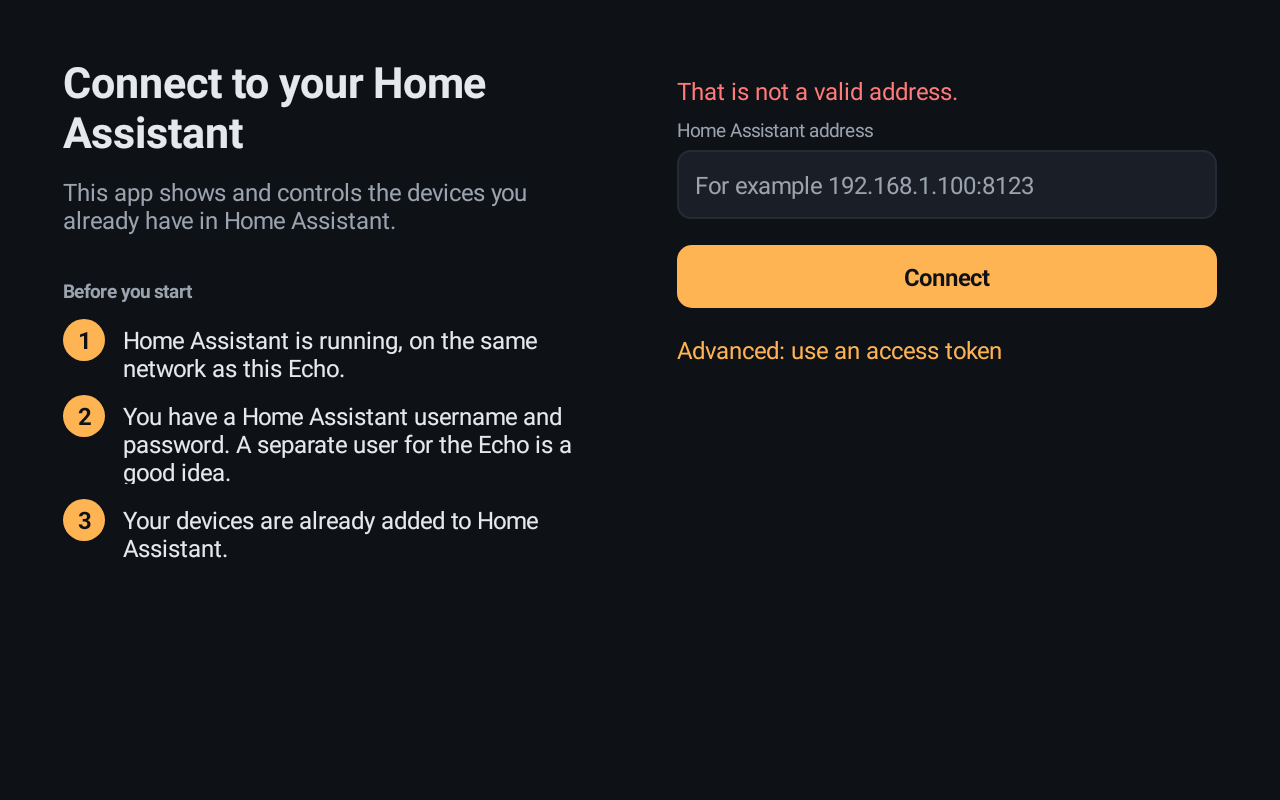 Connect to your Home
Assistant
This app shows and controls the devices you
already have in Home Assistant.
Before you start
1 Home Assistant is running, on the same
network as this Echo.
2 You have a Home Assistant username and
password. A separate user for the Echo is a
good idea.
3 Your devices are already added to Home
Assistant.
That is not a valid address.
Home Assistant address
For example 192.168.1.100:8123
Connect
Advanced: use an access token